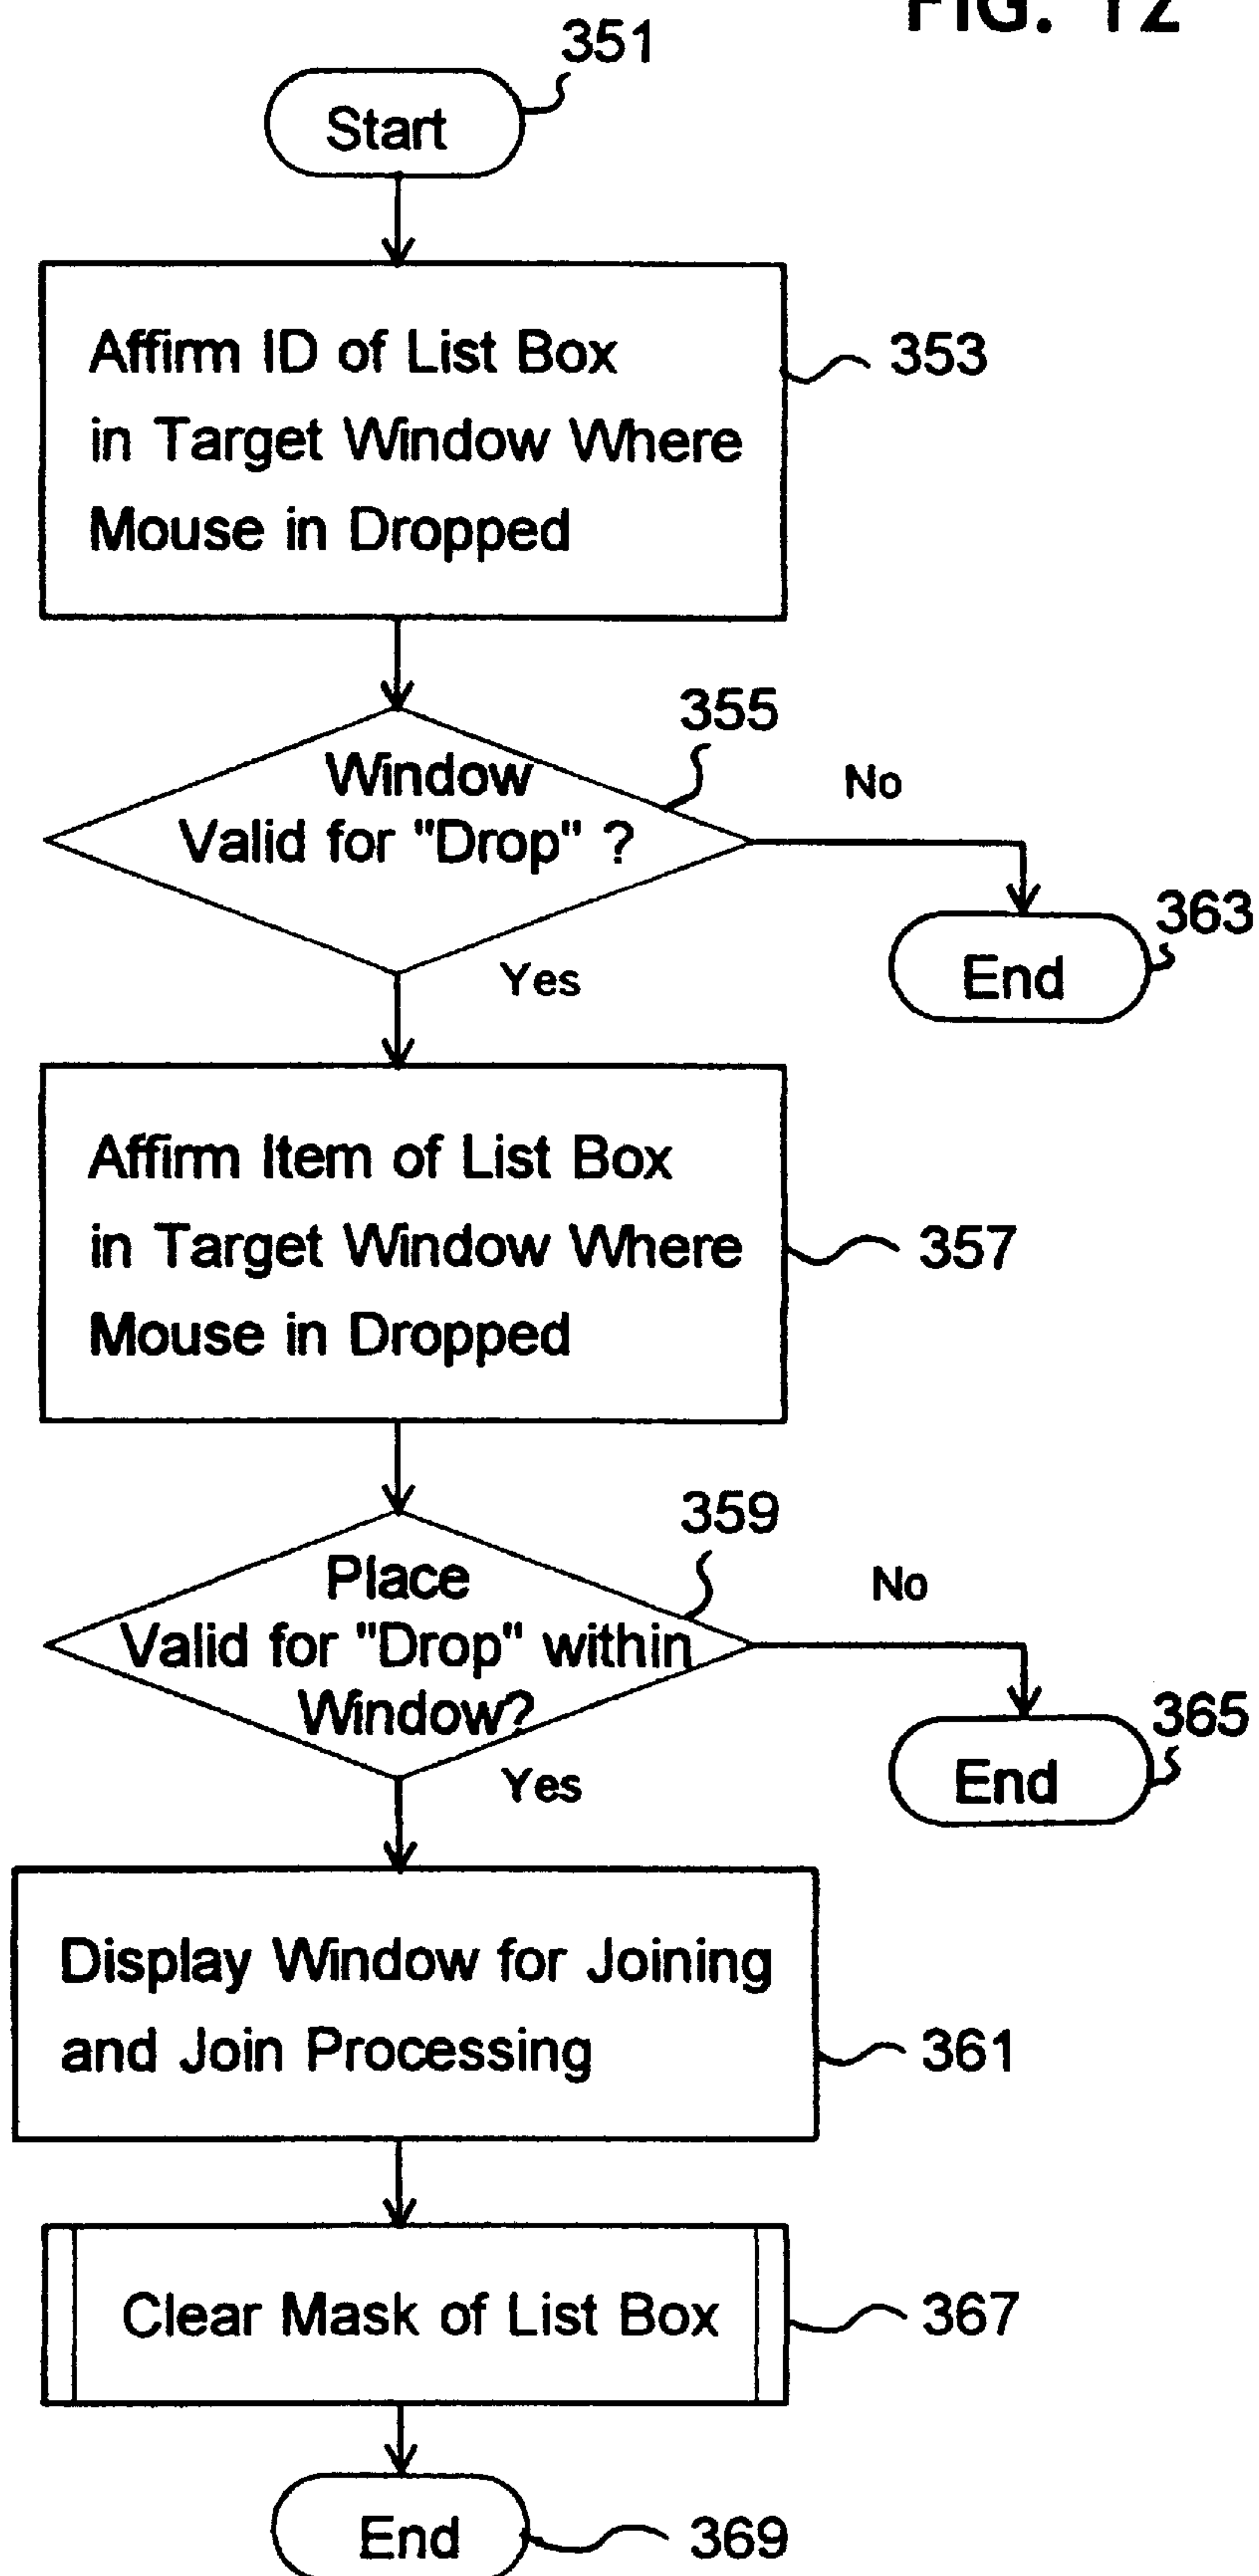 FIG. 12
351
Start
Affirm ID of List Box
in Target Window Where
Mouse in Dropped
353
355
Window
Valid for "Drop" ?
No
363
End
Yes
Affirm Item of List Box
in Target Window Where
Mouse in Dropped
357
359
Place
Valid for "Drop" within
Window?
No
365
End
Yes
Display Window for Joining
and Join Processing
361
Clear Mask of List Box
367
End
369